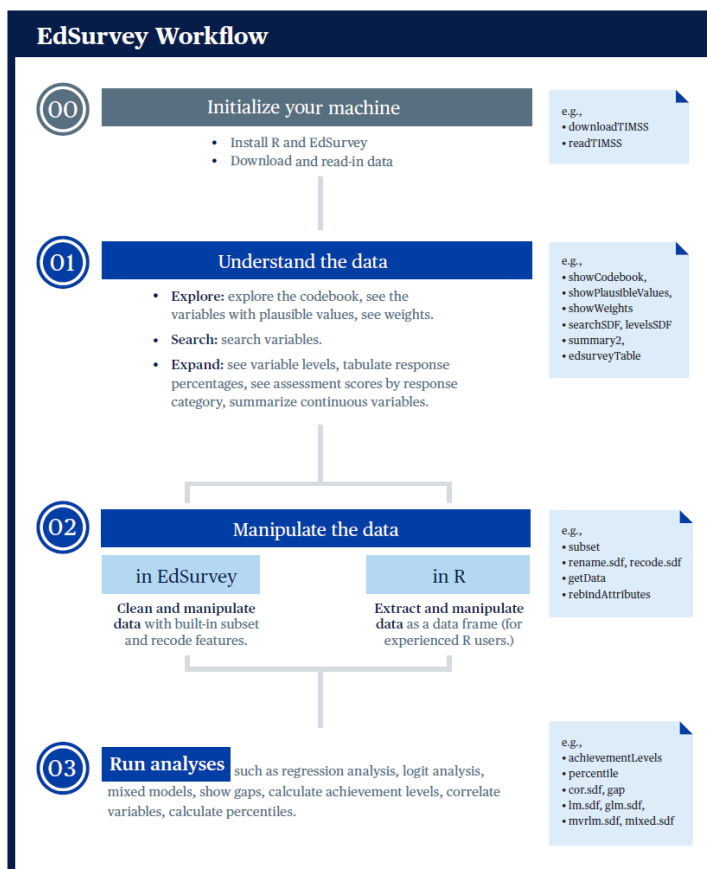 EdSurvey Workflow
00
Initialize your machine
• Install R and EdSurvey
• Download and read-in data
e.g.,
• downloadTIMSS
• readTIMSS
01
Understand the data
• Explore: explore the codebook, see the
variables with plausible values, see weights.
• Search: search variables.
• Expand: see variable levels, tabulate response
percentages, see assessment scores by response
category, summarize continuous variables.
e.g.,
• showCodebook,
• showPlausibleValues,
• showWeights
• searchSDF, levelsSDF
• summary2,
• edsurveyTable
02
Manipulate the data
in EdSurvey
Clean and manipulate
data with built-in subset
and recode features.
in R
Extract and manipulate
data as a data frame (for
experienced R users.)
e.g.,
• subset
• rename.sdf, recode.sdf
• getData
• rebindAttributes
03
Run analyses such as regression analysis, logit analysis,
mixed models, show gaps, calculate achievement levels, correlate
variables, calculate percentiles.
e.g.,
• achievementLevels
• percentile
• cor.sdf, gap
• lm.sdf, glm.sdf,
• mvrlm.sdf, mixed.sdf